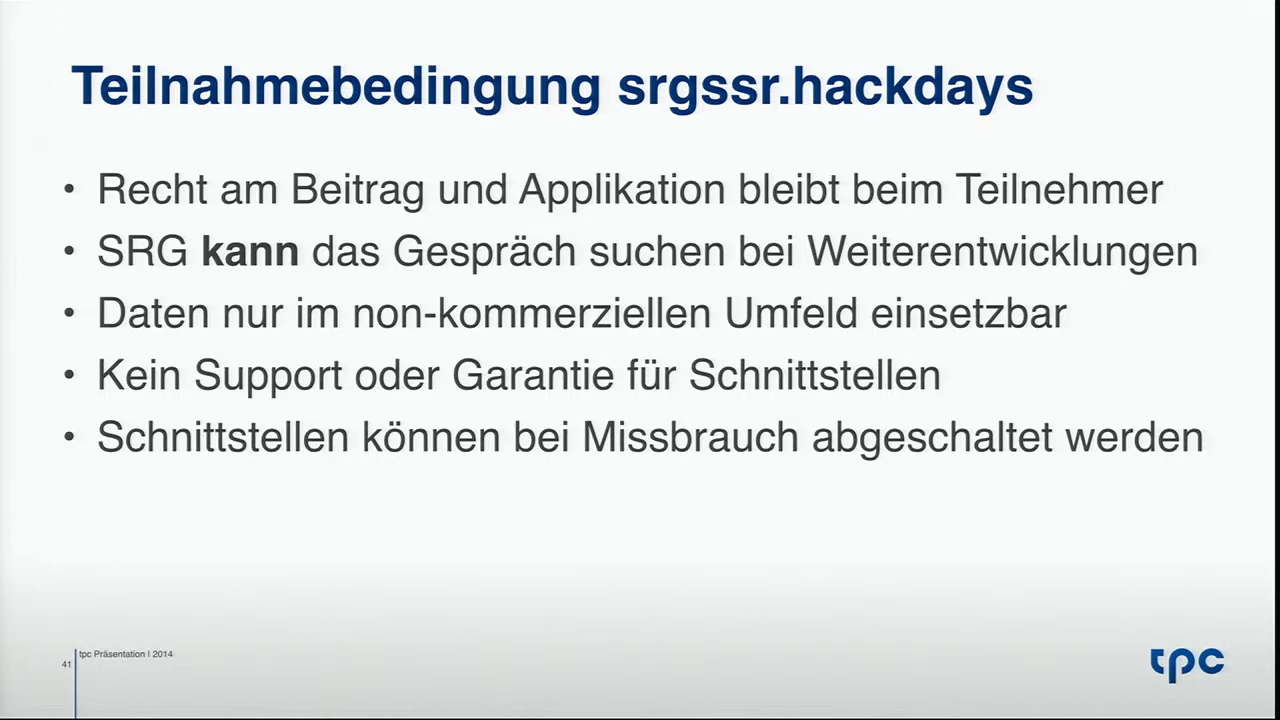 Teilnahmebedingung srgssr.hackdays
• Recht am Beitrag und Applikation bleibt beim Teilnehmer
• SRG kann das Gespräch suchen bei Weiterentwicklungen
• Daten nur im non-kommerziellen Umfeld einsetzbar
• Kein Support oder Garantie für Schnittstellen
• Schnittstellen können bei Missbrauch abgeschaltet werden
tpc Präsentation I 2014
41
tpc